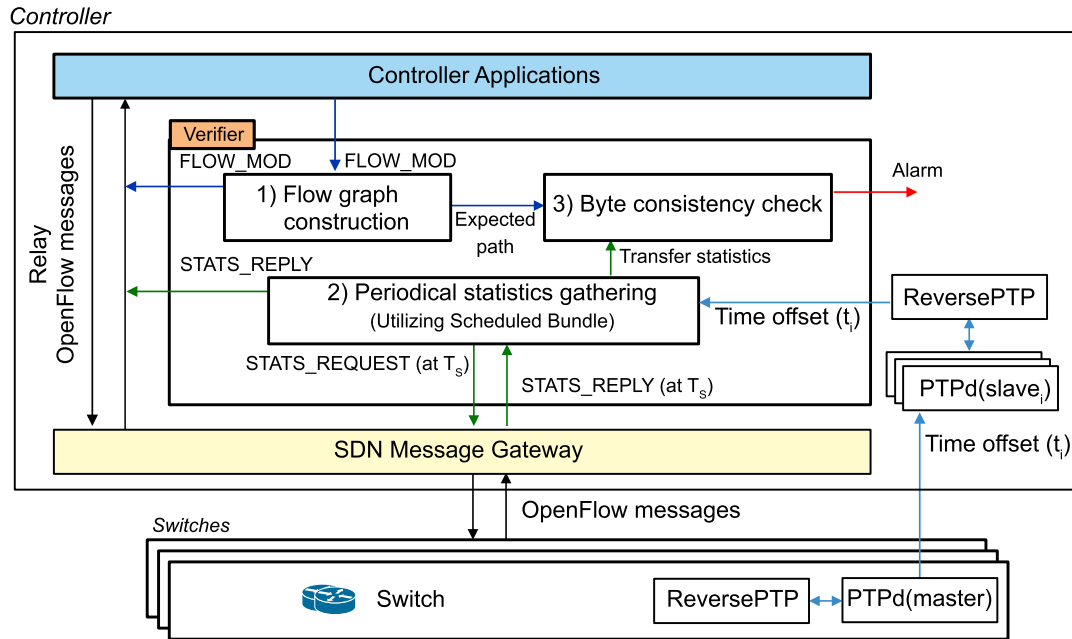 Controller
Controller Applications
Verifier
FLOW_MOD
FLOW_MOD
Alarm
1) Flow graph
construction
3) Byte consistency check
Expected
path
Relay
OpenFlow messages
STATS_REPLY
Transfer statistics
2) Periodical statistics gathering
(Utilizing Scheduled Bundle)
ReversePTP
Time offset (tᵢ)
STATS_REQUEST (at Tₛ)
STATS_REPLY (at Tₛ)
PTPd(slaveᵢ)
SDN Message Gateway
Time offset (tᵢ)
OpenFlow messages
Switches
Switch
ReversePTP
PTPd(master)